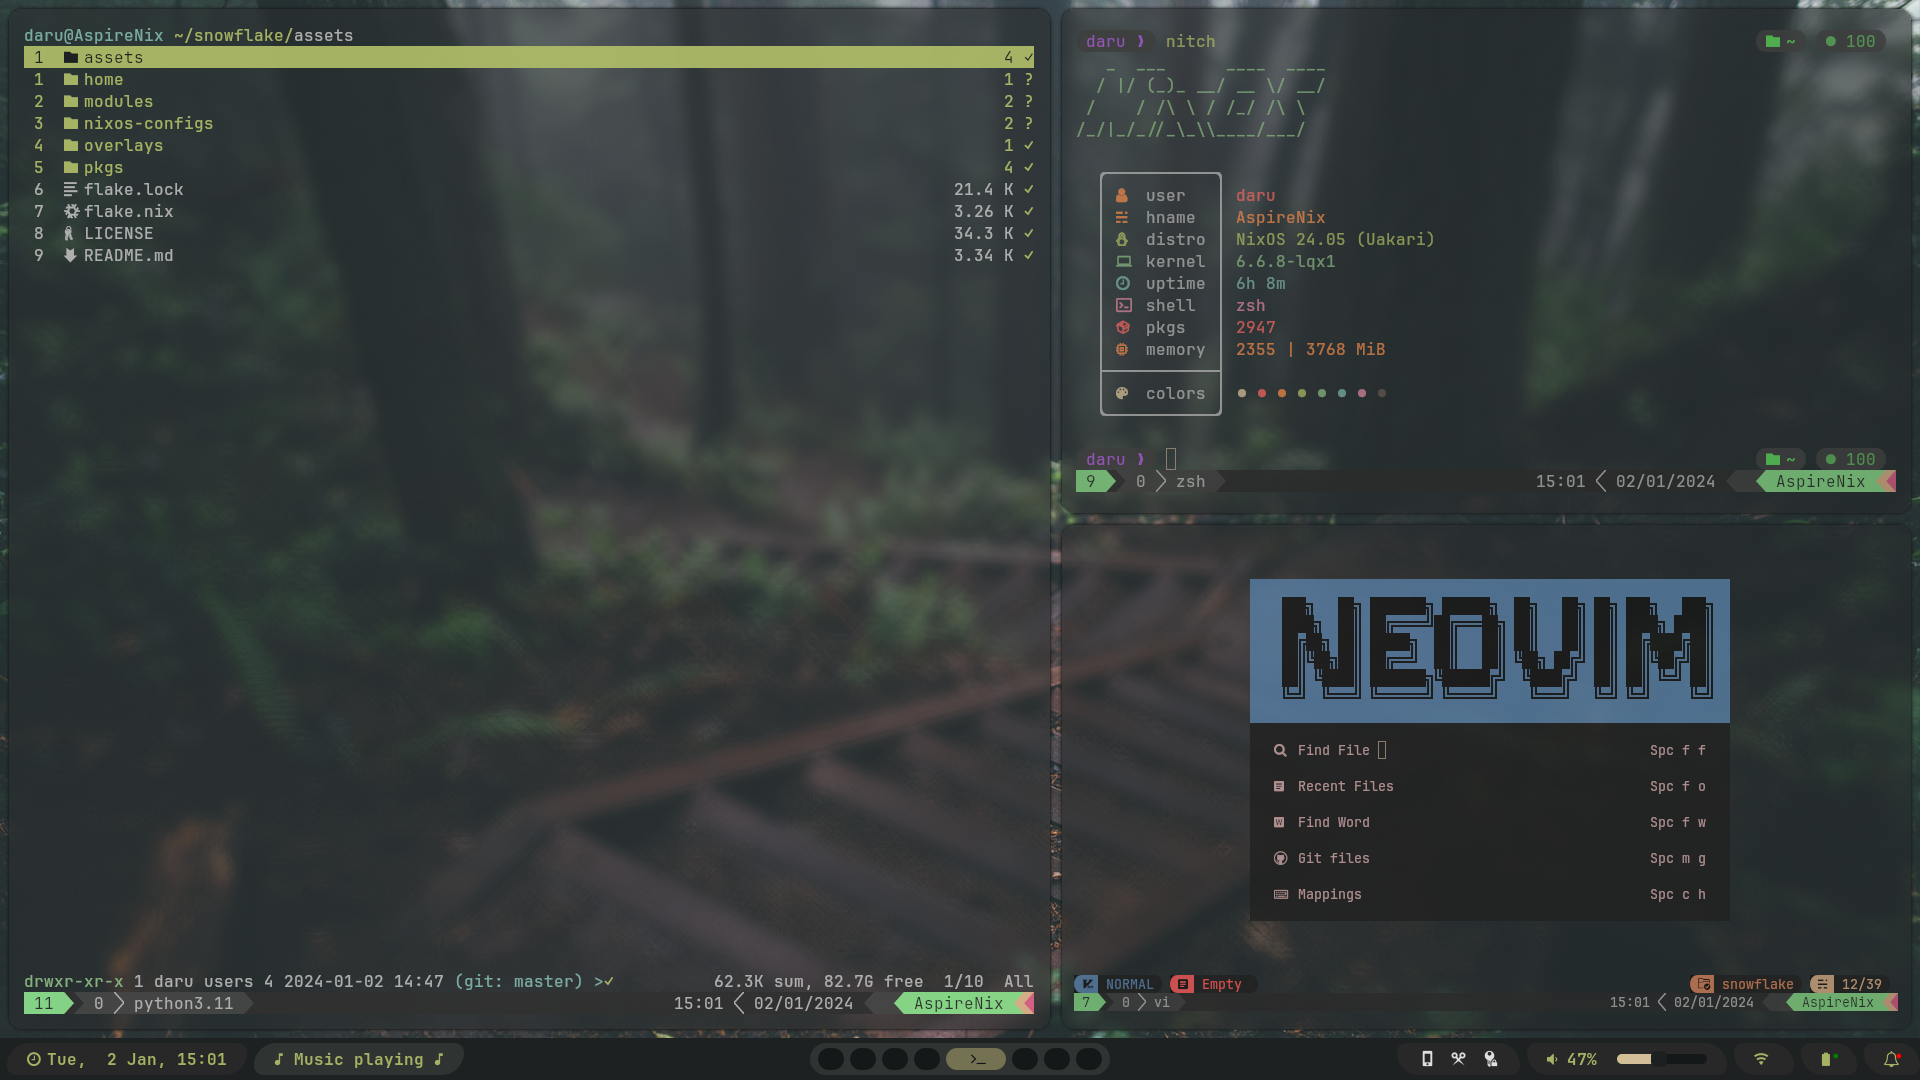 daru@AspireNix ~/snowflake/assets
1 assets 4 ✓
1 home 1 ?
2 modules 2 ?
3 nixos-configs 2 ?
4 overlays 1 ✓
5 pkgs 4 ✓
6 flake.lock 21.4 K ✓
7 flake.nix 3.26 K ✓
8 LICENSE 34.3 K ✓
9 README.md 3.34 K ✓
drwxr-xr-x 1 daru users 4 2024-01-02 14:47 (git: master) >✓ 62.3K sum, 82.7G free 1/10 All
11 0 python3.11 15:01 02/01/2024 AspireNix
daru ❫ nitch ~ 100
NixOS
user daru
hname AspireNix
distro NixOS 24.05 (Uakari)
kernel 6.6.8-lqx1
uptime 6h 8m
shell zsh
pkgs 2947
memory 2355 | 3768 MiB
colors
daru ❫ ~ 100
9 0 zsh 15:01 02/01/2024 AspireNix
NEOVIM
Find File Spc f f
Recent Files Spc f o
Find Word Spc f w
Git files Spc m g
Mappings Spc c h
NORMAL Empty snowflake 12/39
7 0 vi 15:01 02/01/2024 AspireNix
Tue, 2 Jan, 15:01 ♪ Music playing ♪ >_ 47%